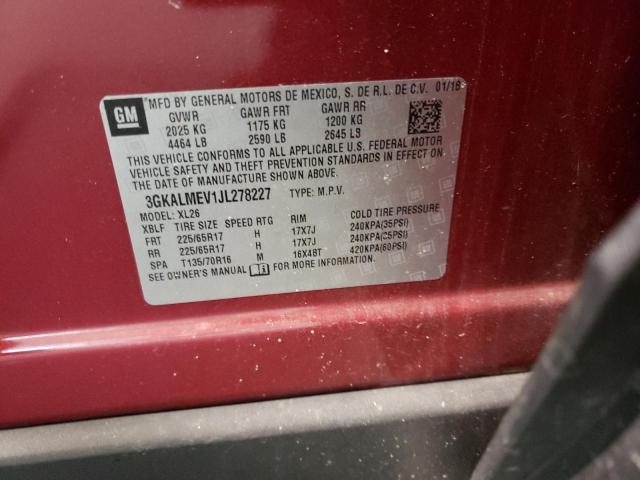 GM
MFD BY GENERAL MOTORS DE MEXICO, S. DE R.L. DE C.V. 01/18
GVWR GAWR FRT GAWR RR
2025 KG 1175 KG 1200 KG
4464 LB 2590 LB 2645 LB
THIS VEHICLE CONFORMS TO ALL APPLICABLE U.S. FEDERAL MOTOR
VEHICLE SAFETY AND THEFT PREVENTION STANDARDS IN EFFECT ON
THE DATE OF MANUFACTURE SHOWN ABOVE.
3GKALMEV1JL278227 TYPE: M.P.V.
MODEL: XL26
XBLF TIRE SIZE SPEED RTG RIM COLD TIRE PRESSURE
FRT 225/65R17 H 17X7J 240KPA(35PSI)
RR 225/65R17 H 17X7J 240KPA(35PSI)
SPA T135/70R16 M 16X4BT 420KPA(60PSI)
SEE OWNER'S MANUAL FOR MORE INFORMATION.